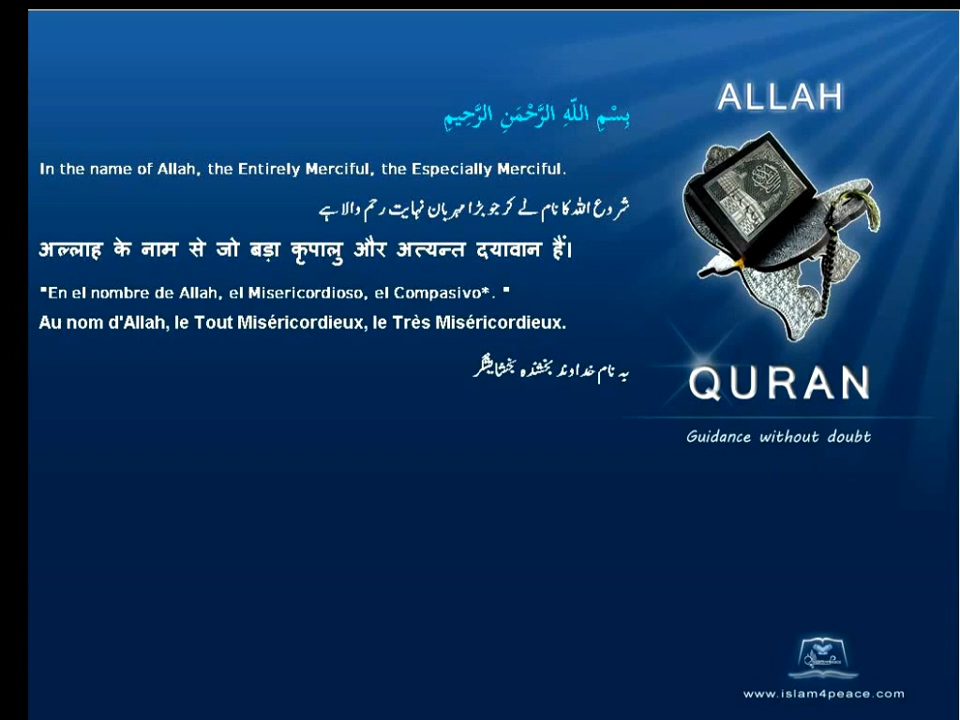 بِسْمِ اللّهِ الرَّحْمَنِ الرَّحِيمِ
In the name of Allah, the Entirely Merciful, the Especially Merciful.
شروع اللہ کا نام لے کر جو بڑا مہربان نہایت رحم والا ہے
अल्लाह के नाम से जो बड़ा कृपालु और अत्यन्त दयावान हैं।
"En el nombre de Allah, el Misericordioso, el Compasivo*. "
Au nom d'Allah, le Tout Miséricordieux, le Très Miséricordieux.
به نام خداوند بخشنده بخشایشگر
ALLAH
QURAN
Guidance without doubt
www.islam4peace.com